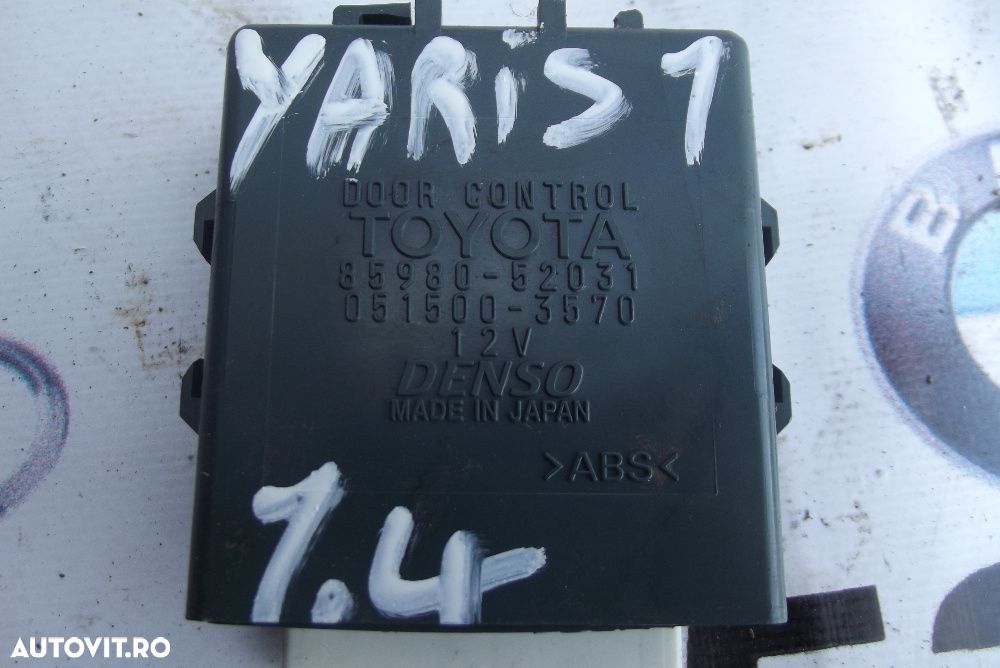 YARiS 1
DOOR CONTROL
TOYOTA
85980-52031
051500-3570
12V
DENSO
MADE IN JAPAN
>ABS<
1.4
B
AUTOVIT.RO